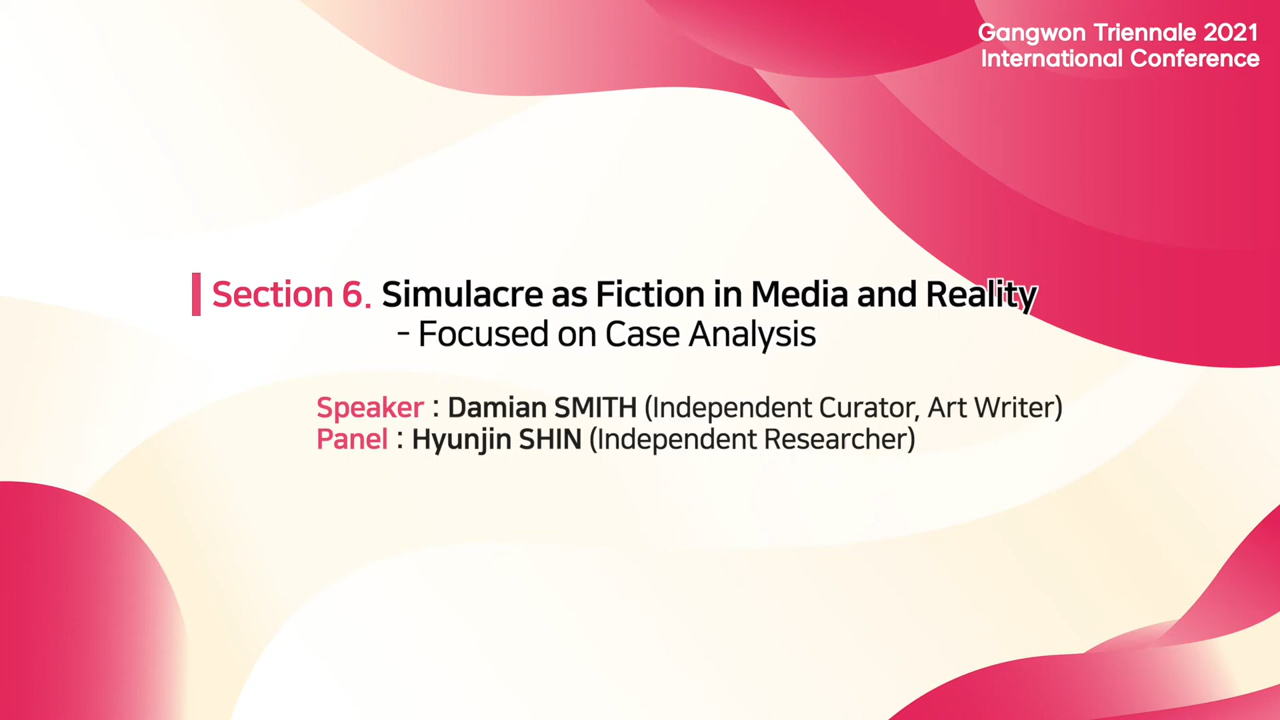 Gangwon Triennale 2021
International Conference
Section 6. Simulacre as Fiction in Media and Reality
- Focused on Case Analysis
Speaker : Damian SMITH (Independent Curator, Art Writer)
Panel : Hyunjin SHIN (Independent Researcher)